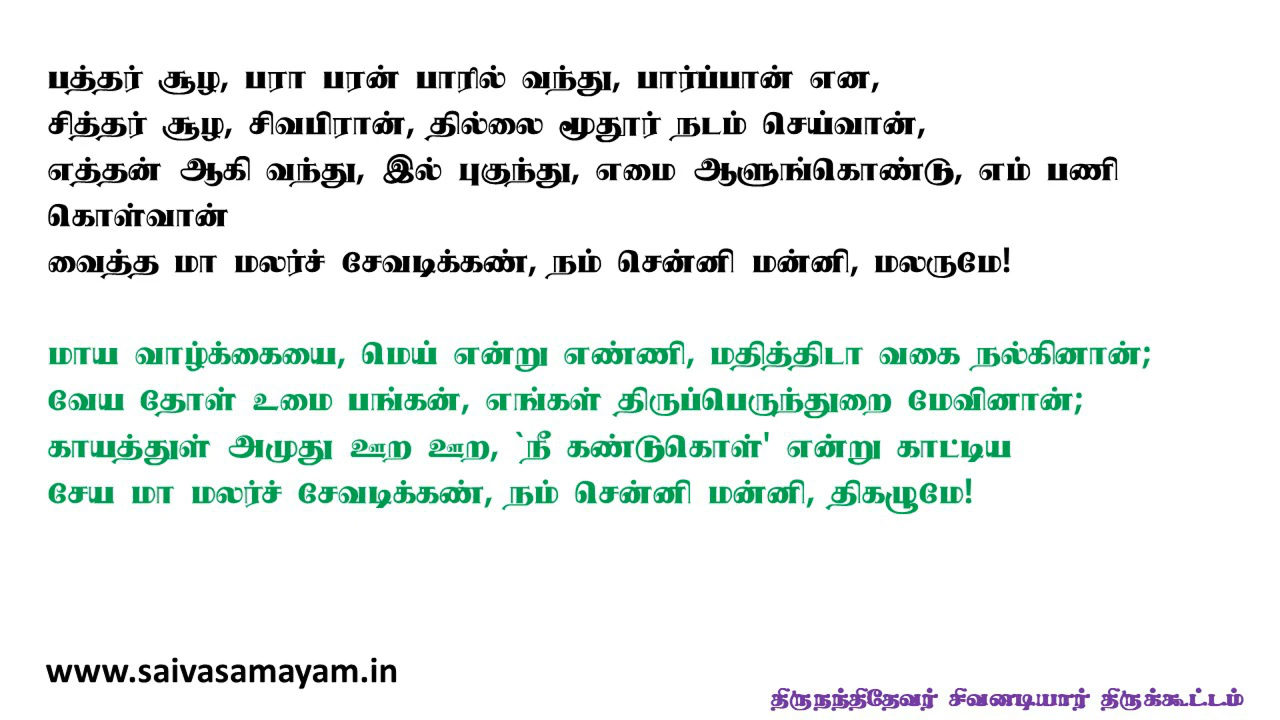 பத்தர் சூழ, பரா பரன் பாரில் வந்து, பார்ப்பான் என,
சித்தர் சூழ, சிவபிரான், தில்லை மூதூர் நடம் செய்வான்,
எத்தன் ஆகி வந்து, இல் புகுந்து, எமை ஆளுங்கொண்டு, எம் பணி
கொள்வான்
வைத்த மா மலர்ச் சேவடிக்கண், நம் சென்னி மன்னி, மலருமே!
மாய வாழ்க்கையை, மெய் என்று எண்ணி, மதித்திடா வகை நல்கினான்;
வேய தோள் உமை பங்கன், எங்கள் திருப்பெருந்துறை மேவினான்;
காயத்துள் அமுது ஊற ஊற, `நீ கண்டுகொள்' என்று காட்டிய
சேய மா மலர்ச் சேவடிக்கண், நம் சென்னி மன்னி, திகழுமே!
www.saivasamayam.in
திருநந்திதேவர் சிவனடியார் திருக்கூட்டம்